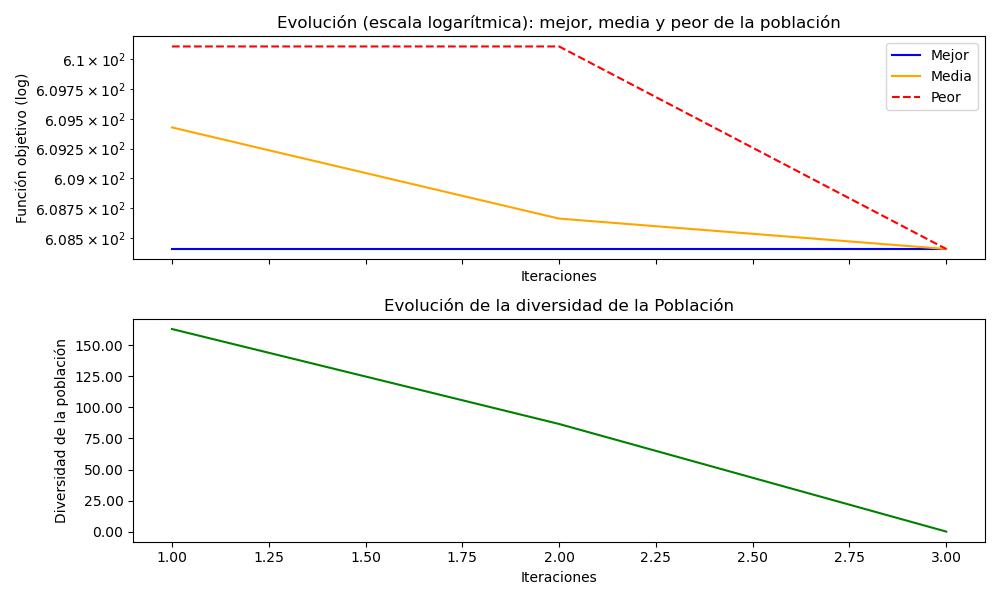 Evolución (escala logarítmica): mejor, media y peor de la población
Función objetivo (log)
6.1 × 10²
6.0975 × 10²
6.095 × 10²
6.0925 × 10²
6.09 × 10²
6.0875 × 10²
6.085 × 10²
Mejor
Media
Peor
Iteraciones
Evolución de la diversidad de la Población
Diversidad de la población
150.00
125.00
100.00
75.00
50.00
25.00
0.00
1.00 1.25 1.50 1.75 2.00 2.25 2.50 2.75 3.00
Iteraciones